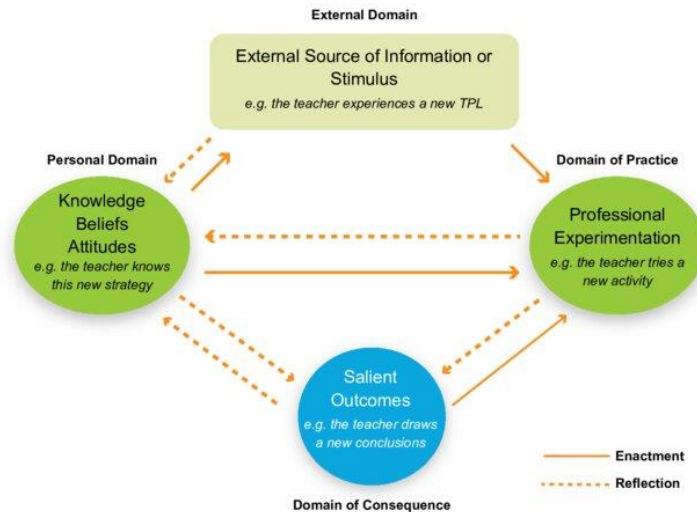 External Domain
External Source of Information or
Stimulus
e.g. the teacher experiences a new TPL
Personal Domain
Domain of Practice
Knowledge
Beliefs
Attitudes
e.g. the teacher knows
this new strategy
Professional
Experimentation
e.g. the teacher tries a
new activity
Salient
Outcomes
e.g. the teacher draws
a new conclusions
Domain of Consequence
Enactment
Reflection